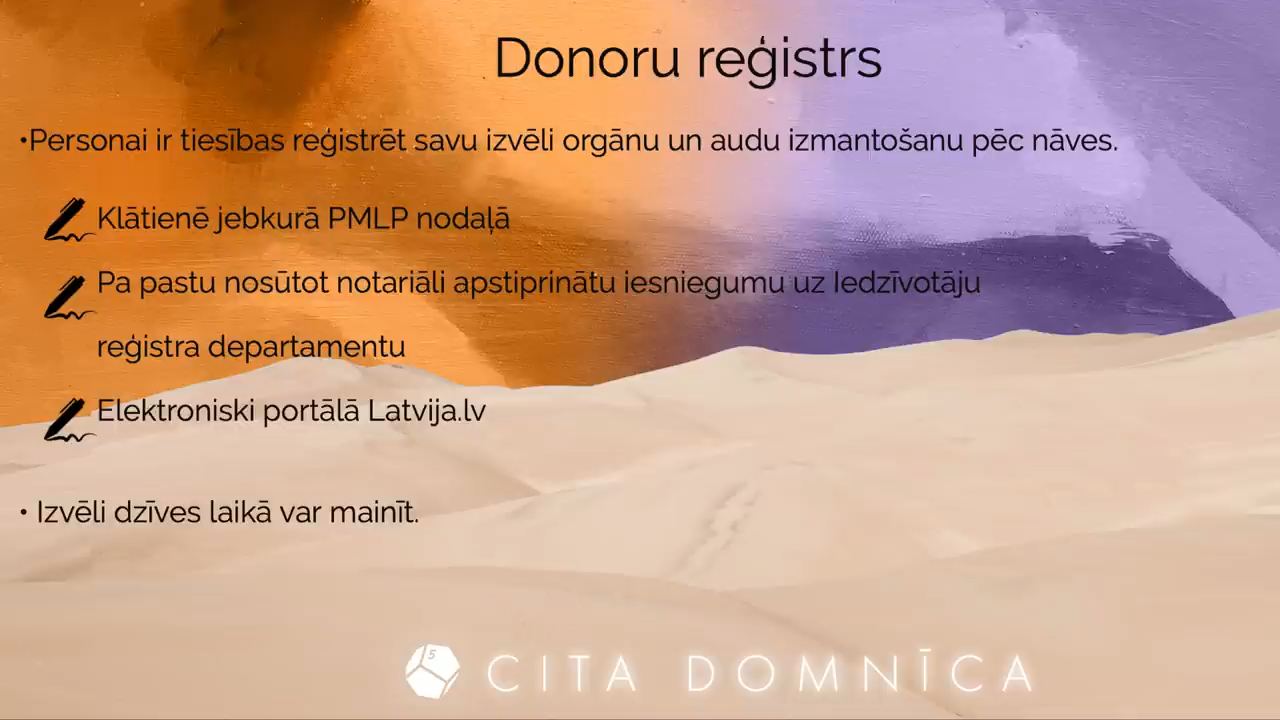 Donoru reģistrs
•Personai ir tiesības reģistrēt savu izvēli orgānu un audu izmantošanu pēc nāves.
Klātienē jebkurā PMLP nodaļā
Pa pastu nosūtot notariāli apstiprinātu iesniegumu uz Iedzīvotāju
reģistra departamentu
Elektroniski portālā Latvija.lv
• Izvēli dzīves laikā var mainīt.
5 CITA DOMNĪCA